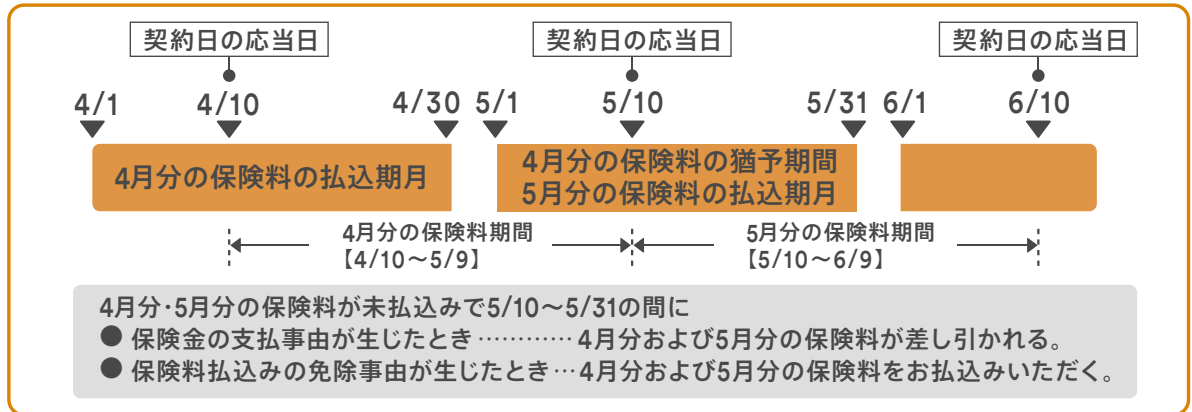 契約日の応当日 契約日の応当日 契約日の応当日
4/1 4/10 4/30 5/1 5/10 5/31 6/1 6/10
4月分の保険料の払込期月
4月分の保険料の猶予期間
5月分の保険料の払込期月
4月分の保険料期間
【4/10〜5/9】
5月分の保険料期間
【5/10〜6/9】
4月分・5月分の保険料が未払込みで5/10〜5/31の間に
● 保険金の支払事由が生じたとき…………4月分および5月分の保険料が差し引かれる。
● 保険料払込みの免除事由が生じたとき…4月分および5月分の保険料をお払込みいただく。